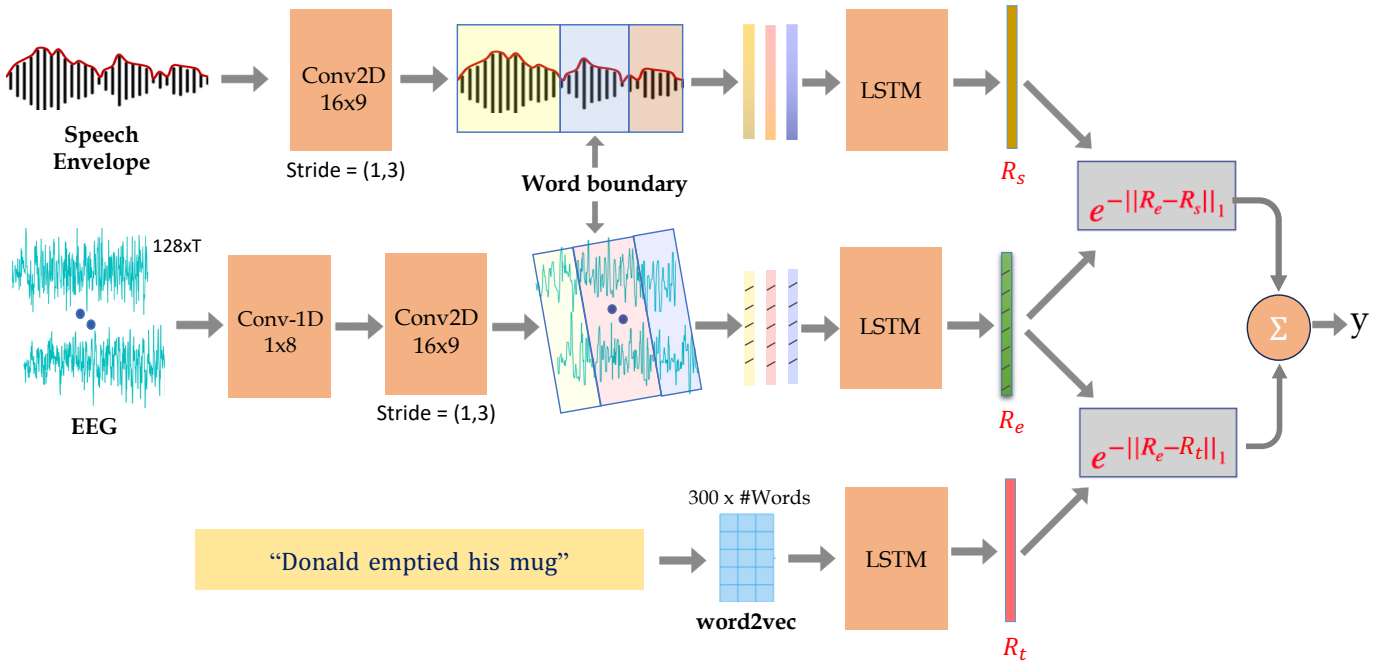 Speech
Envelope
Conv2D
16x9
Stride = (1,3)
Word boundary
LSTM
R_s
e^{-||R_e-R_s||_1}
128xT
EEG
Conv-1D
1x8
Conv2D
16x9
Stride = (1,3)
LSTM
R_e
Σ
y
e^{-||R_e-R_t||_1}
“Donald emptied his mug”
300 x #Words
word2vec
LSTM
R_t